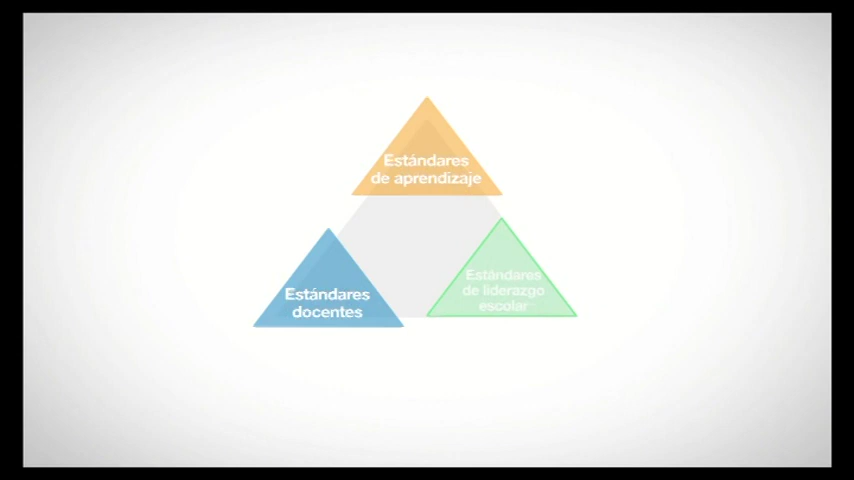 Estándares
de aprendizaje
Estándares
docentes
Estándares
de liderazgo
escolar